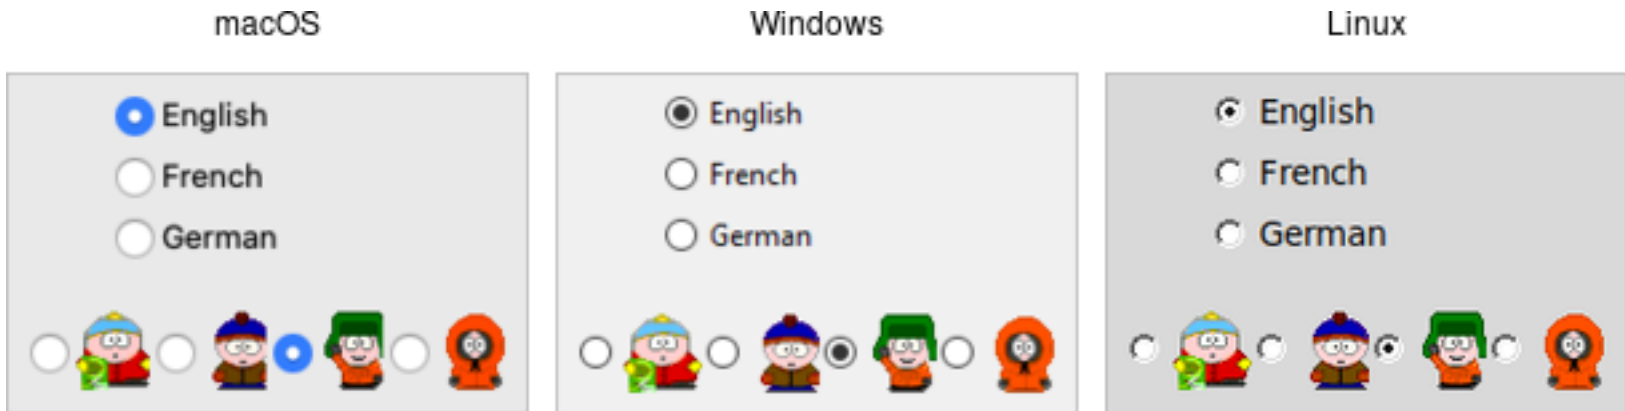 macOS
English
French
German
Windows
English
French
German
Linux
English
French
German